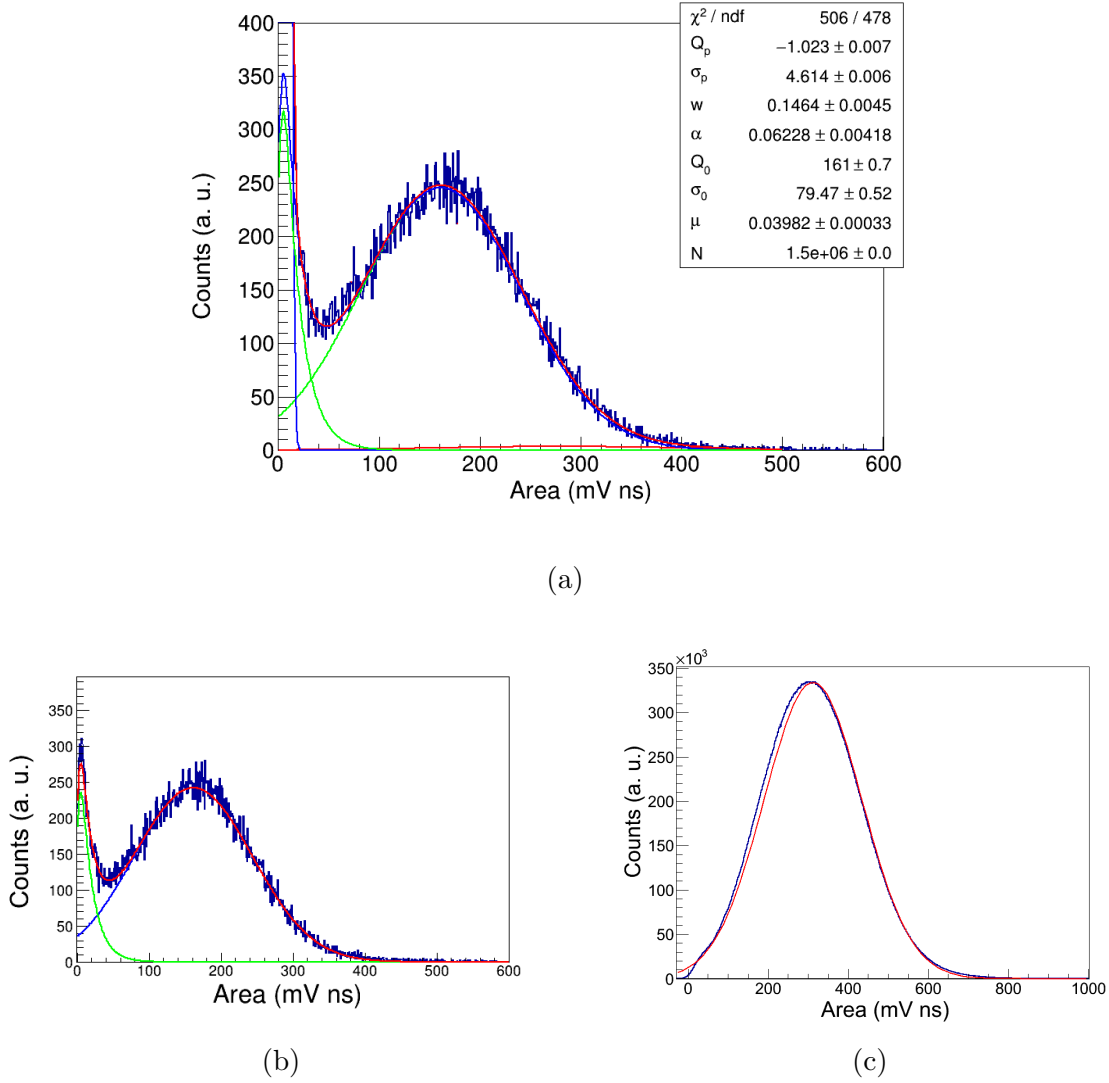 χ² / ndf 506 / 478
Qp −1.023 ± 0.007
σp 4.614 ± 0.006
w 0.1464 ± 0.0045
α 0.06228 ± 0.00418
Q0 161 ± 0.7
σ0 79.47 ± 0.52
μ 0.03982 ± 0.00033
N 1.5e+06 ± 0.0
Counts (a. u.)
400
350
300
250
200
150
100
50
0
0 100 200 300 400 500 600
Area (mV ns)
(a)
Counts (a. u.)
350
300
250
200
150
100
50
0
0 100 200 300 400 500 600
Area (mV ns)
(b)
×10³
Counts (a. u.)
350
300
250
200
150
100
50
0
0 200 400 600 800 1000
Area (mV ns)
(c)